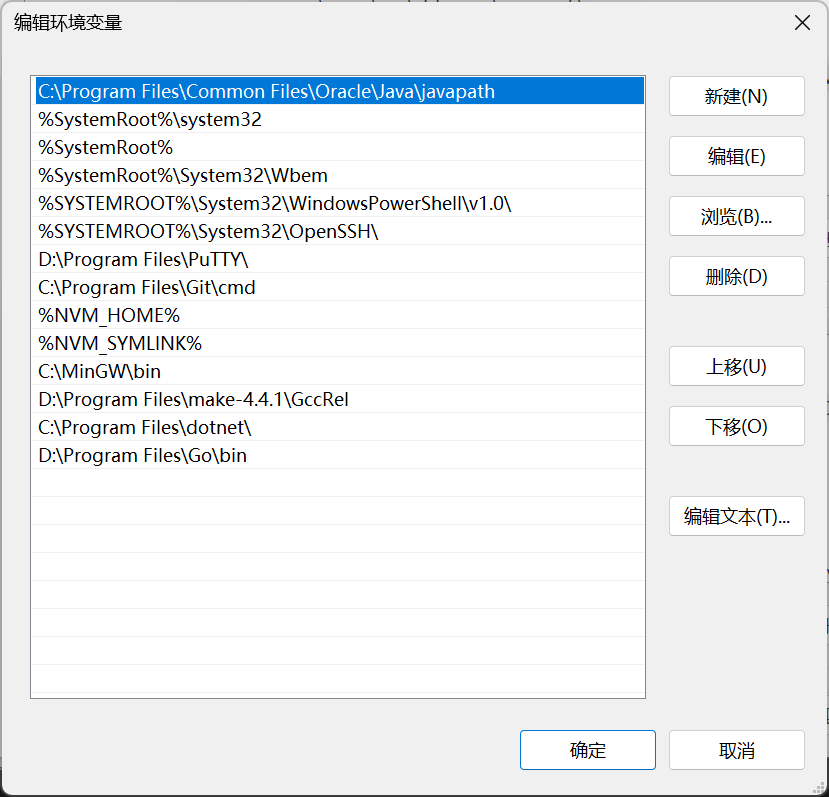 编辑环境变量
C:\Program Files\Common Files\Oracle\Java\javapath
%SystemRoot%\system32
%SystemRoot%
%SystemRoot%\System32\Wbem
%SYSTEMROOT%\System32\WindowsPowerShell\v1.0\
%SYSTEMROOT%\System32\OpenSSH\
D:\Program Files\PuTTY\
C:\Program Files\Git\cmd
%NVM_HOME%
%NVM_SYMLINK%
C:\MinGW\bin
D:\Program Files\make-4.4.1\GccRel
C:\Program Files\dotnet\
D:\Program Files\Go\bin
新建(N)
编辑(E)
浏览(B)...
删除(D)
上移(U)
下移(O)
编辑文本(T)...
确定
取消